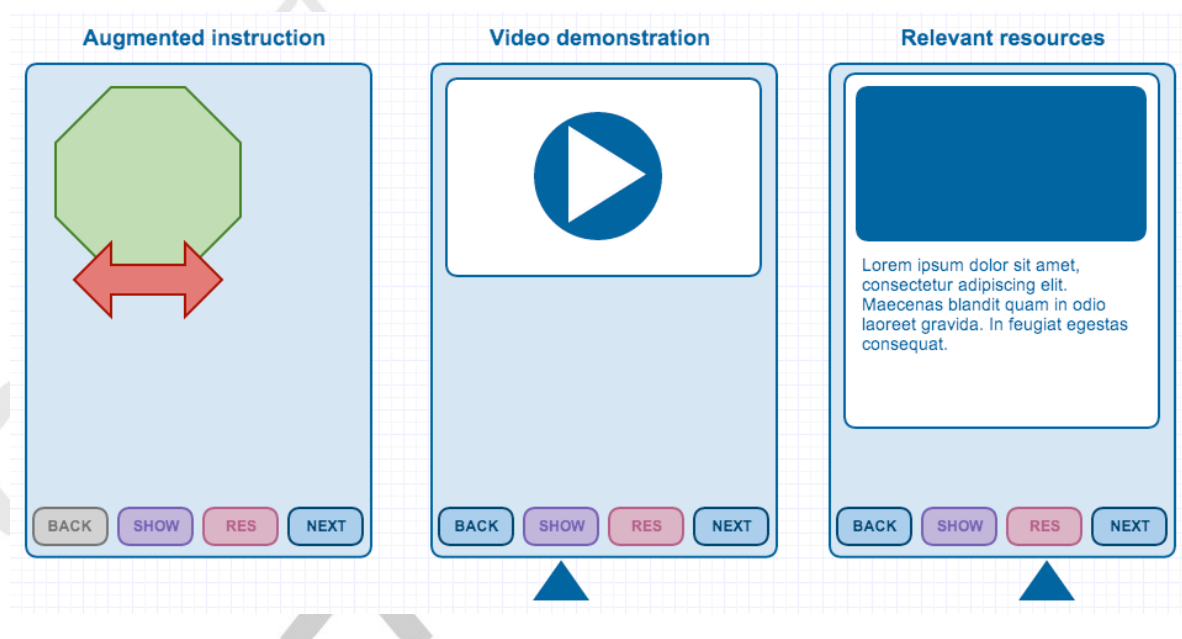 Augmented instruction
Video demonstration
Relevant resources
Lorem ipsum dolor sit amet,
consectetur adipiscing elit.
Maecenas blandit quam in odio
laoreet gravida. In feugiat egestas
consequat.
BACK SHOW RES NEXT
BACK SHOW RES NEXT
BACK SHOW RES NEXT